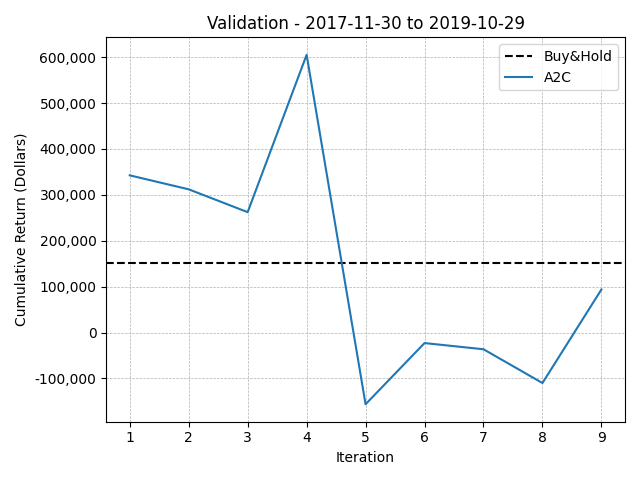 Validation - 2017-11-30 to 2019-10-29
Buy&Hold
A2C
Cumulative Return (Dollars)
600,000
500,000
400,000
300,000
200,000
100,000
0
-100,000
1 2 3 4 5 6 7 8 9
Iteration